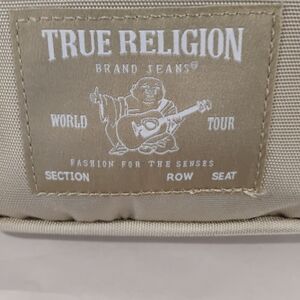 TRUE RELIGION
BRAND JEANS®
WORLD TOUR
FASHION FOR THE SENSES
SECTION ROW SEAT